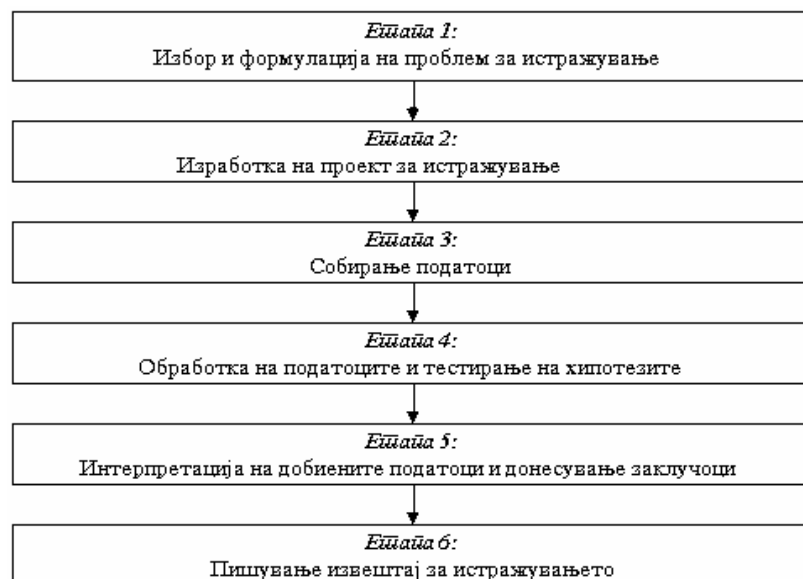 Етапа 1:
Избор и формулација на проблем за истражување
Етапа 2:
Изработка на проект за истражување
Етапа 3:
Собирање податоци
Етапа 4:
Обработка на податоците и тестирање на хипотезите
Етапа 5:
Интерпретација на добиените податоци и донесување заклучоци
Етапа 6:
Пишување извештај за истражувањето